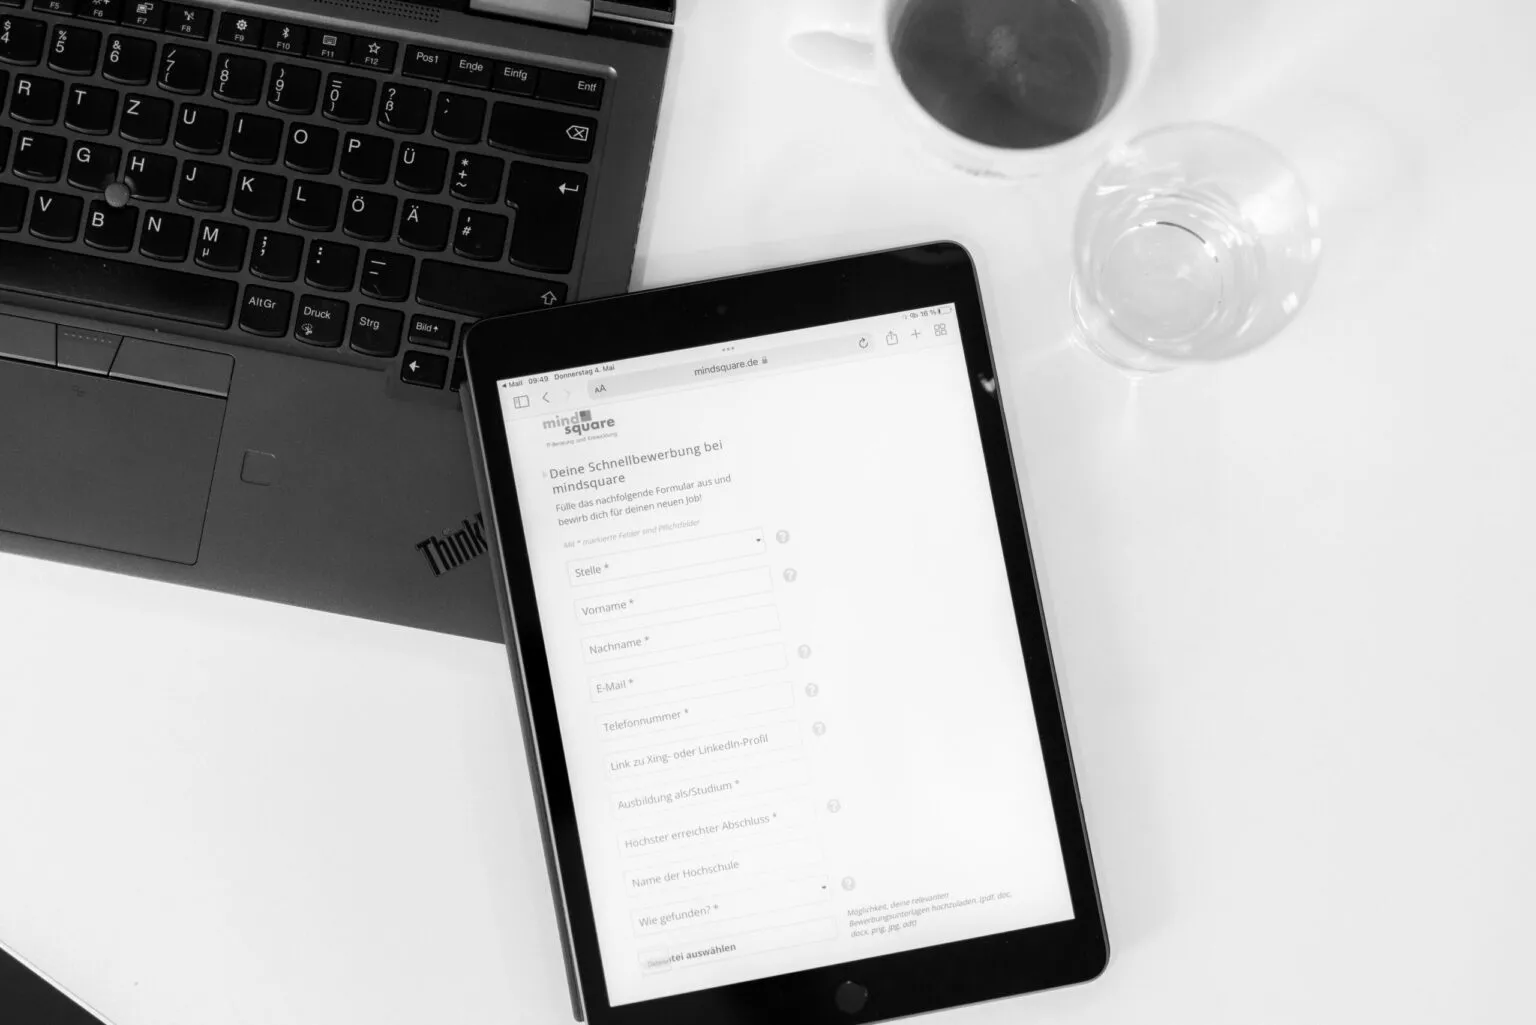 F5 F6 F7 F8 F9 F10 F11 F12 Pos1 Ende Einfg Entf
$ 4 % 5 & 6 / 7 { ( 8 [ ) 9 ] = 0 } ? ß \ ` ´
R T Z U I O P Ü * + ~
F G H J K L Ö Ä ' #
V B N M µ ; , : . _ -
AltGr Druck Strg Bild
Think
Mail 09:49 Donnerstag 4. Mai 16 %
AA mindsquare.de
mind
square
IT-Beratung und Entwicklung
Deine Schnellbewerbung bei
mindsquare
Fülle das nachfolgende Formular aus und
bewirb dich für deinen neuen Job!
Mit * markierte Felder sind Pflichtfelder
Stelle * ?
Vorname * ?
Nachname *
E-Mail * ?
Telefonnummer * ?
Link zu Xing- oder LinkedIn-Profil ?
Ausbildung als/Studium *
Höchster erreichter Abschluss * ?
Name der Hochschule
Wie gefunden? * ?
tei auswählen
Möglichkeit, deine relevanten
Bewerbungsunterlagen hochzuladen. (pdf, doc,
docx, png, jpg, odt)